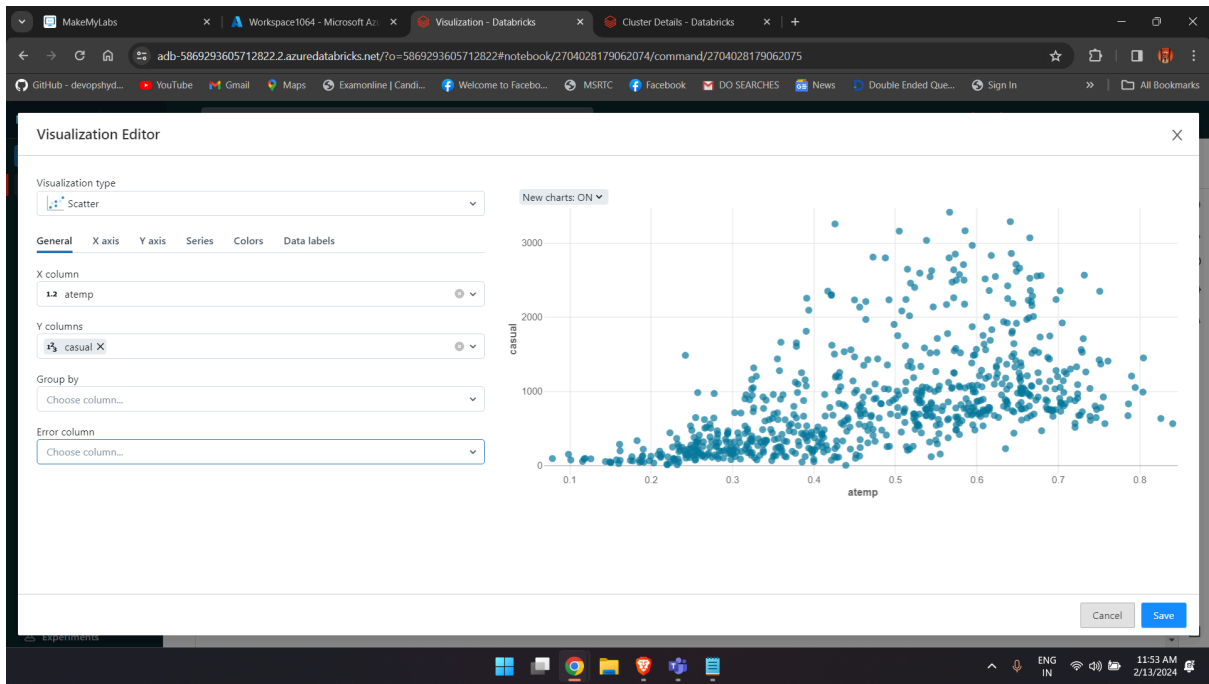 MakeMyLabs
Workspace1064 - Microsoft Az
Visulization - Databricks
Cluster Details - Databricks
adb-5869293605712822.2.azuredatabricks.net/?o=5869293605712822#notebook/2704028179062074/command/2704028179062075
GitHub - devopshyd... YouTube Gmail Maps Examonline | Candi... Welcome to Facebo... MSRTC Facebook DO SEARCHES News Double Ended Que... Sign In » All Bookmarks
Visualization Editor
Visualization type
Scatter
New charts: ON
General X axis Y axis Series Colors Data labels
X column
1.2 atemp
Y columns
123 casual
Group by
Choose column...
Error column
Choose column...
3000
2000
1000
0
casual
0.1 0.2 0.3 0.4 0.5 0.6 0.7 0.8
atemp
Cancel Save
Experiments
ENG
IN
11:53 AM
2/13/2024